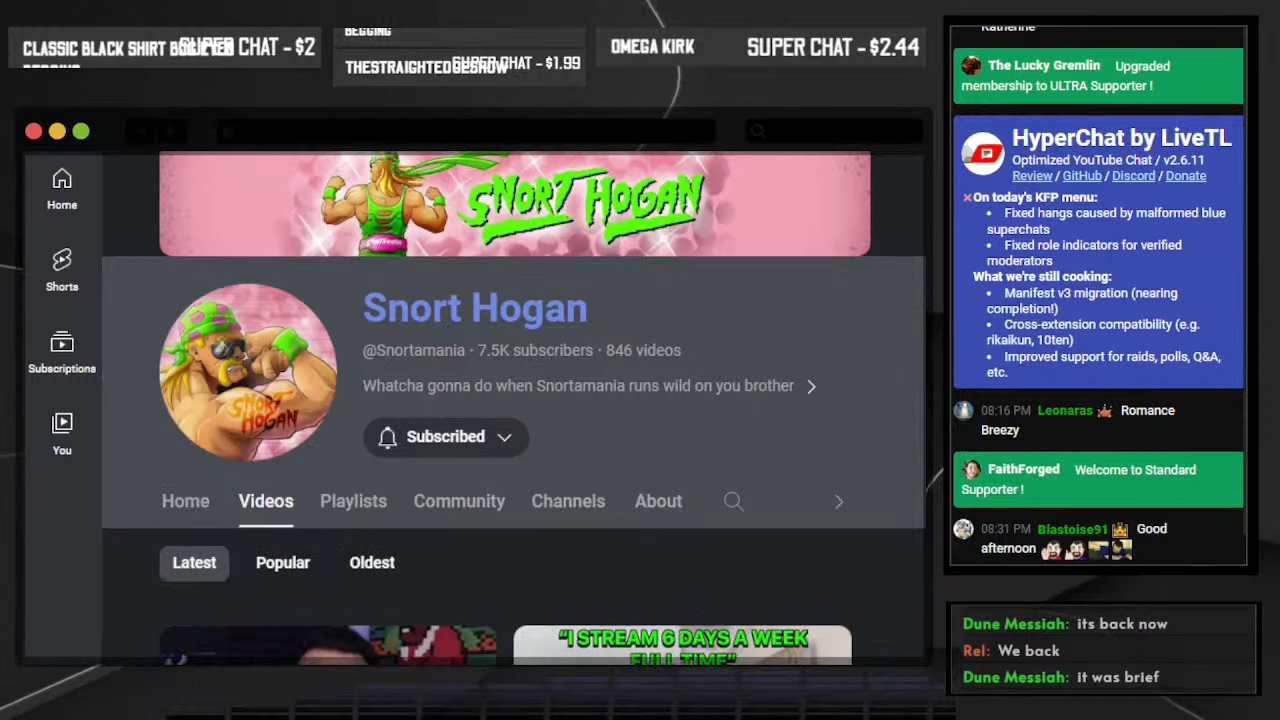 CLASSIC BLACK SHIRT
SUPER CHAT - $2
BEGGING
THESTRAIGHTEDGESHOW
SUPER CHAT - $1.99
OMEGA KIRK
SUPER CHAT - $2.44
SNORT HOGAN
Home
Shorts
Subscriptions
You
SNORT HOGAN
Snort Hogan
@Snortamania · 7.5K subscribers · 846 videos
Whatcha gonna do when Snortamania runs wild on you brother
Subscribed
Home Videos Playlists Community Channels About
Latest Popular Oldest
"I STREAM 6 DAYS A WEEK
FULL TIME"
Katherine
The Lucky Gremlin Upgraded
membership to ULTRA Supporter !
HyperChat by LiveTL
Optimized YouTube Chat / v2.6.11
Review / GitHub / Discord / Donate
On today's KFP menu:
• Fixed hangs caused by malformed blue
superchats
• Fixed role indicators for verified
moderators
What we're still cooking:
• Manifest v3 migration (nearing
completion!)
• Cross-extension compatibility (e.g.
rikaikun, 10ten)
• Improved support for raids, polls, Q&A,
etc.
08:16 PM Leonaras Romance
Breezy
FaithForged Welcome to Standard
Supporter !
08:31 PM Blastoise91 Good
afternoon
Dune Messiah: its back now
Rel: We back
Dune Messiah: it was brief